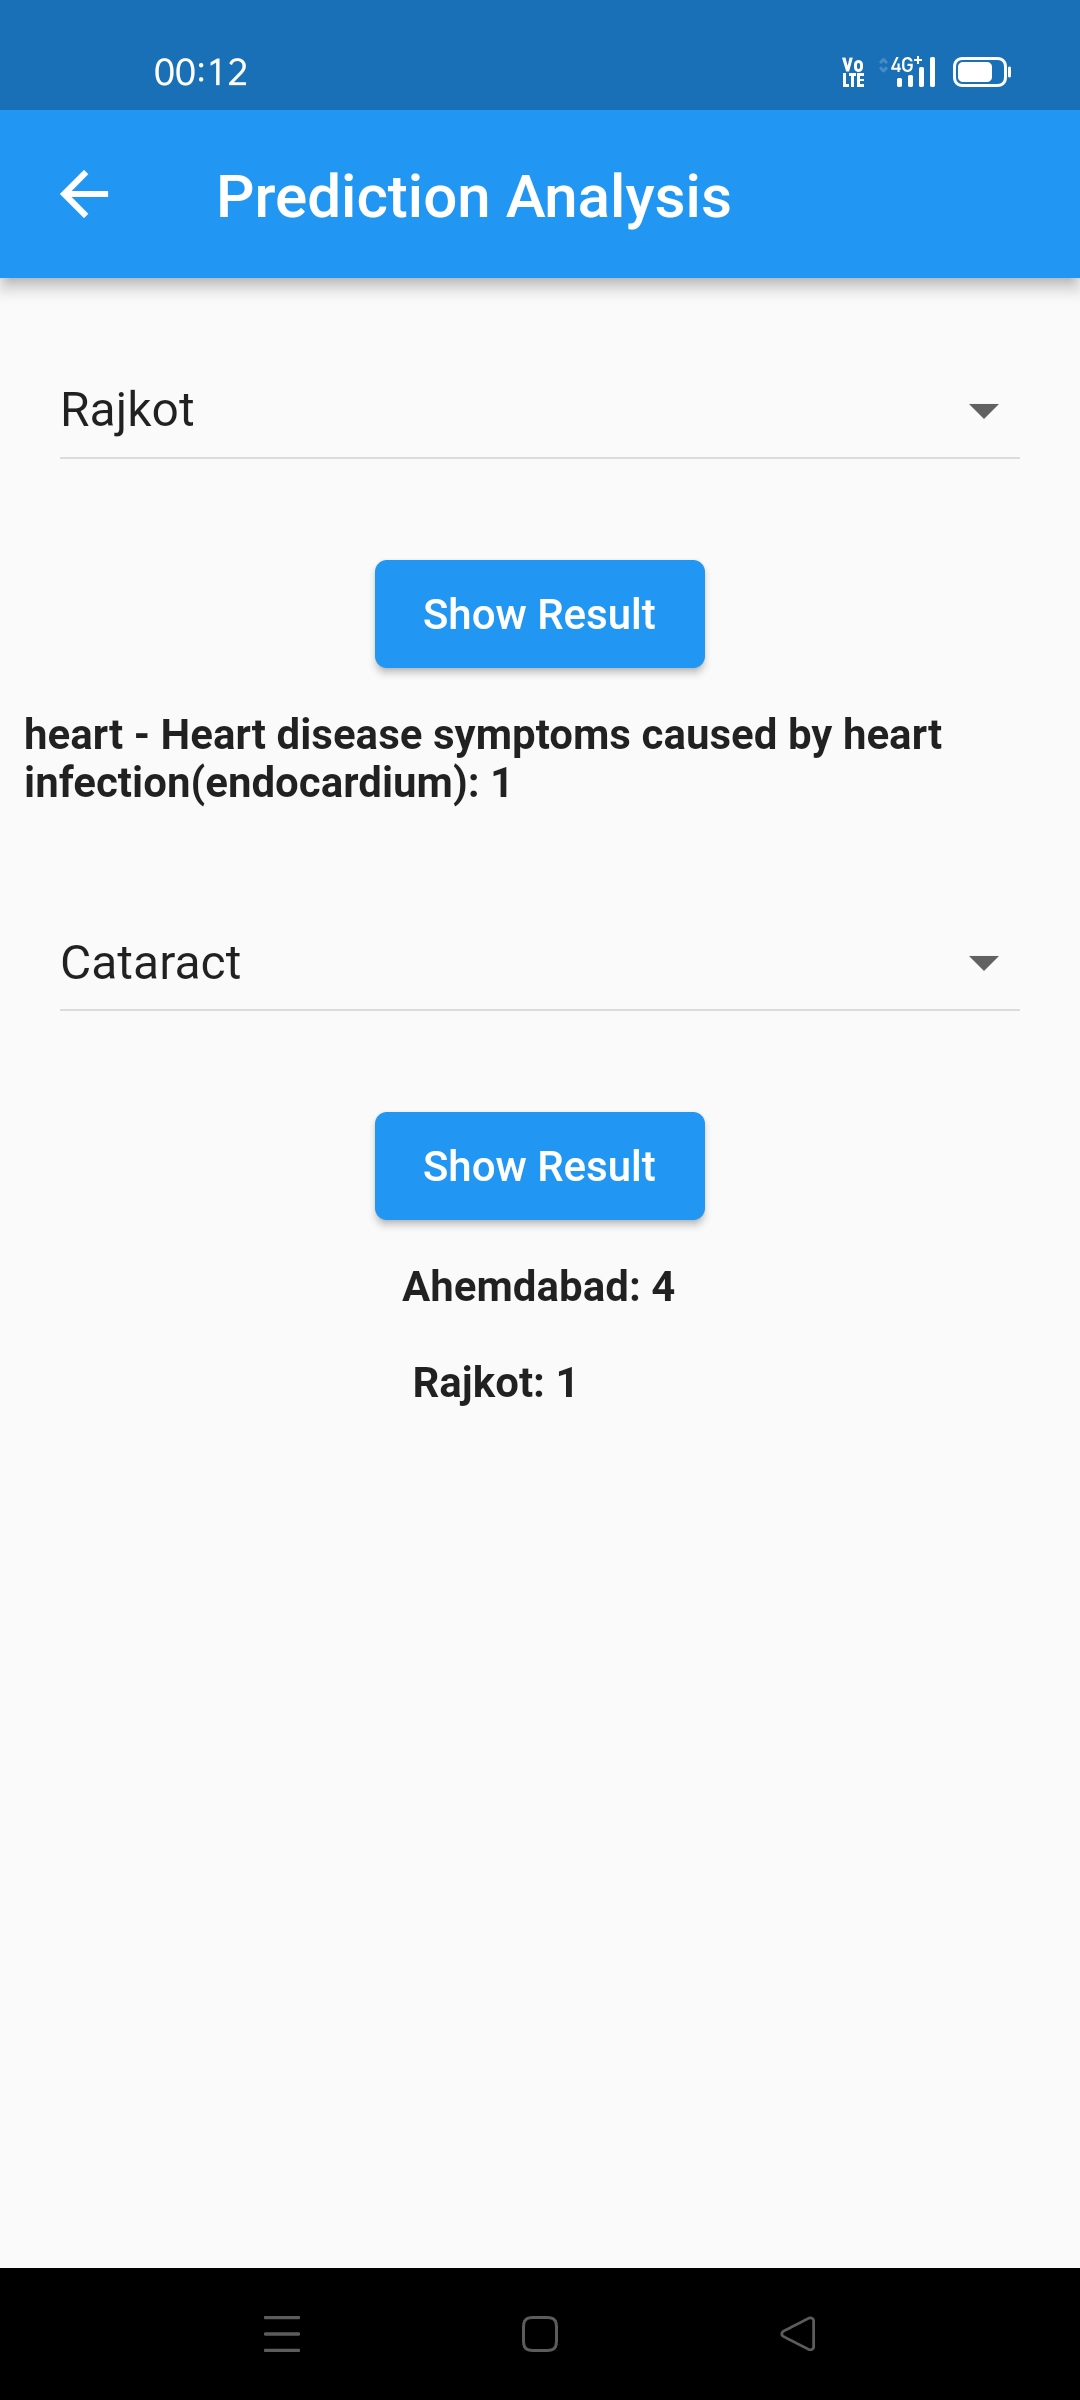 00:12
Vo LTE 4G+
Prediction Analysis
Rajkot
Show Result
heart - Heart disease symptoms caused by heart
infection(endocardium): 1
Cataract
Show Result
Ahemdabad: 4
Rajkot: 1